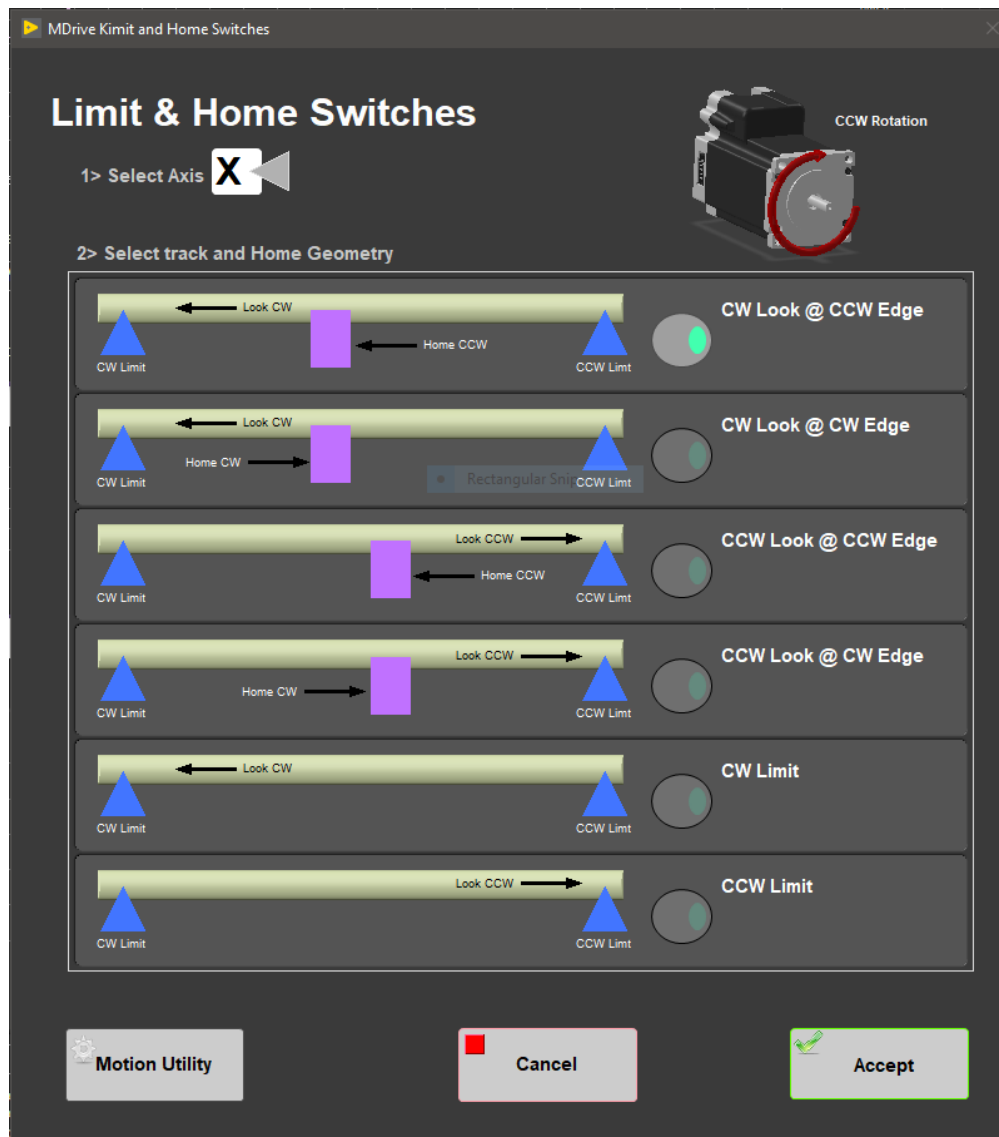 MDrive Kimit and Home Switches
Limit & Home Switches
CCW Rotation
1> Select Axis X
2> Select track and Home Geometry
Look CW
CW Look @ CCW Edge
Home CCW
CW Limit
CCW Limt
Look CW
CW Look @ CW Edge
Home CW
Rectangular Snip
CW Limit
CCW Limt
Look CCW
CCW Look @ CCW Edge
Home CCW
CW Limit
CCW Limt
Look CCW
CCW Look @ CW Edge
Home CW
CW Limit
CCW Limt
Look CW
CW Limit
CW Limit
CCW Limt
Look CCW
CCW Limit
CW Limit
CCW Limt
Motion Utility
Cancel
Accept